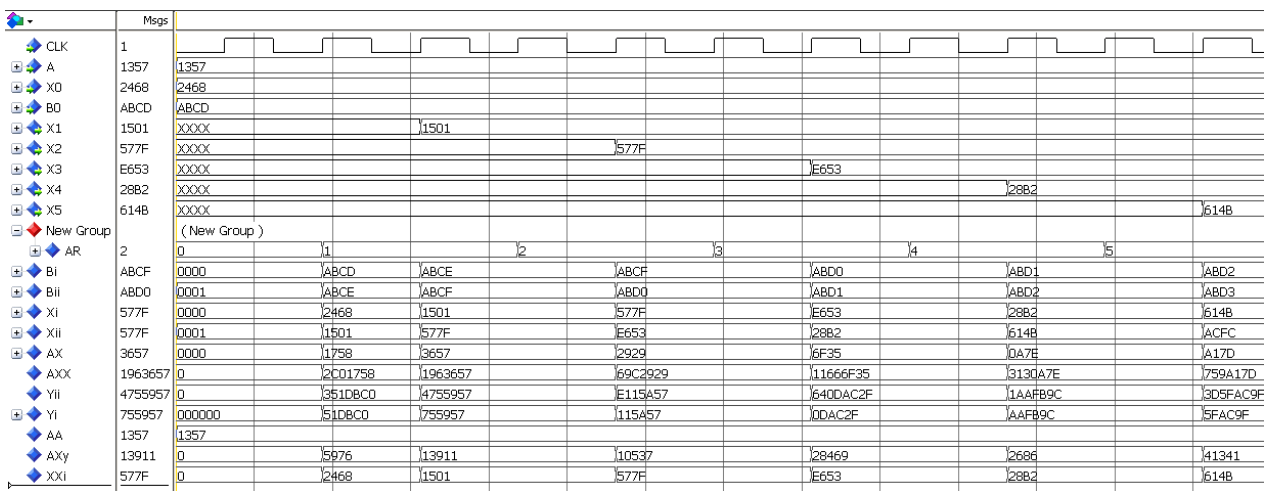 Msgs
CLK 1
A 1357 1357
X0 2468 2468
B0 ABCD ABCD
X1 1501 XXXX 1501
X2 577F XXXX 577F
X3 E653 XXXX E653
X4 28B2 XXXX 28B2
X5 614B XXXX 614B
New Group ( New Group )
AR 2 0 1 2 3 4 5
Bi ABCF 0000 ABCD ABCE ABCF ABD0 ABD1 ABD2
Bii ABD0 0001 ABCE ABCF ABD0 ABD1 ABD2 ABD3
Xi 577F 0000 2468 1501 577F E653 28B2 614B
Xii 577F 0001 1501 577F E653 28B2 614B ACFC
AX 3657 0000 1758 3657 2929 6F35 0A7E A17D
AXX 1963657 0 2C01758 1963657 69C2929 11666F35 3130A7E 759A17D
Yii 4755957 0 351DBC0 4755957 E115A57 640DAC2F 1AAFB9C 3D5FAC9F
Yi 755957 000000 51DBC0 755957 115A57 0DAC2F AAFB9C 5FAC9F
AA 1357 1357
AXy 13911 0 5976 13911 10537 28469 2686 41341
XXi 577F 0 2468 1501 577F E653 28B2 614B